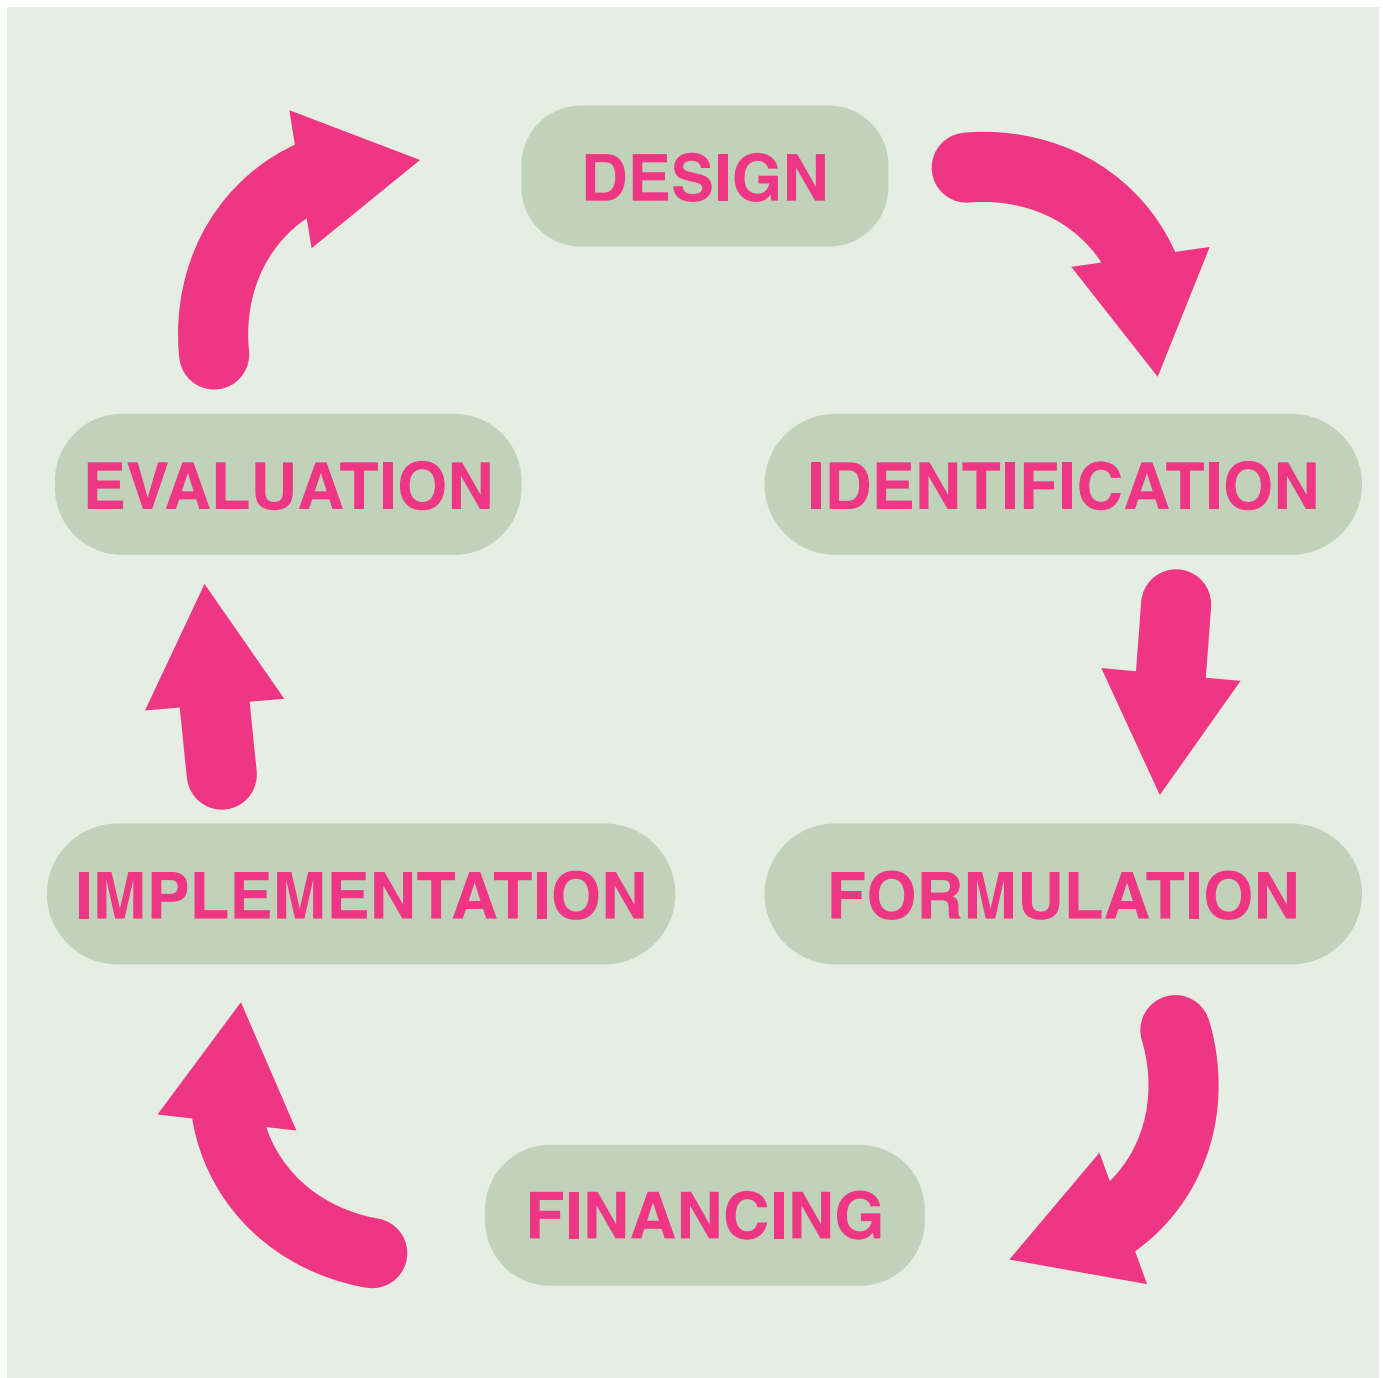 DESIGN
EVALUATION
IDENTIFICATION
IMPLEMENTATION
FORMULATION
FINANCING